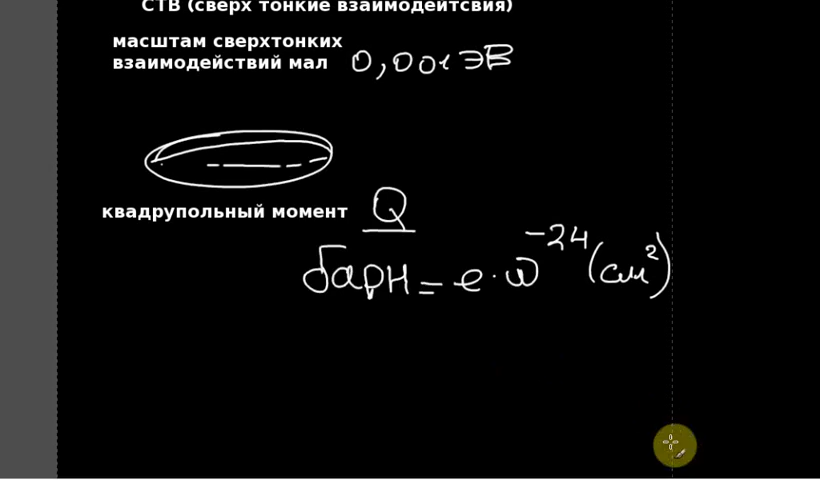 СТВ (сверх тонкие взаимодейтсвия)
масштам сверхтонких
взаимодействий мал 0,001 ЭВ
квадрупольный момент Q
барн = e · 10⁻²⁴ (см²)